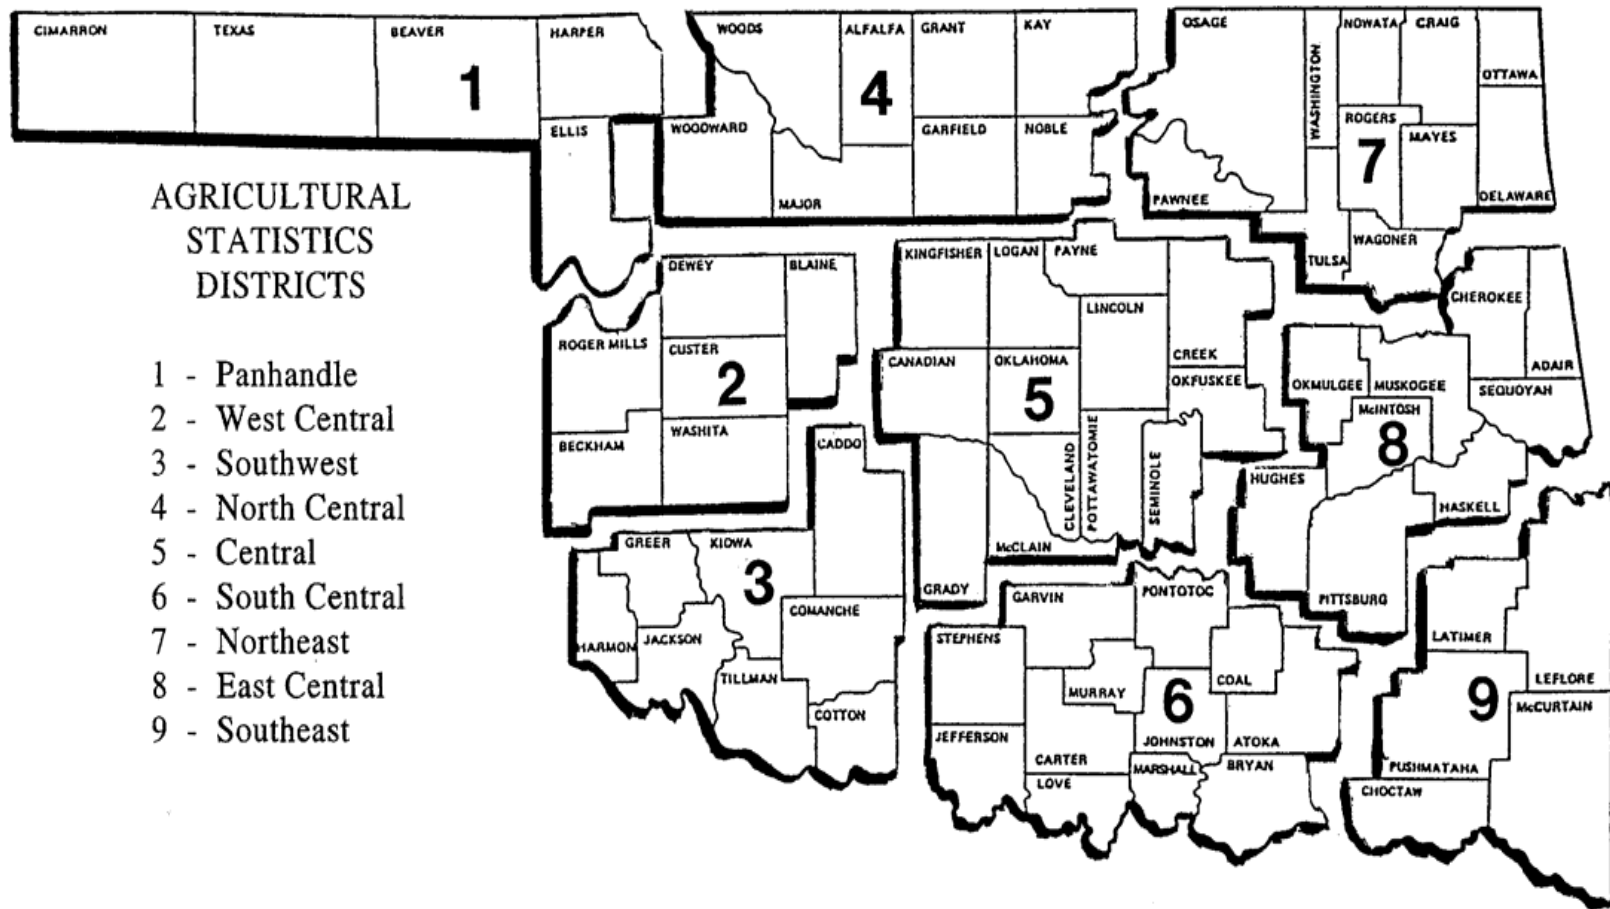 CIMARRON
TEXAS
BEAVER
HARPER
1
ELLIS
WOODS
ALFALFA
GRANT
KAY
4
WOODWARD
GARFIELD
NOBLE
MAJOR
OSAGE
WASHINGTON
NOWATA
CRAIG
OTTAWA
ROGERS
MAYES
7
PAWNEE
DELAWARE
TULSA
WAGONER
AGRICULTURAL
STATISTICS
DISTRICTS
1 - Panhandle
2 - West Central
3 - Southwest
4 - North Central
5 - Central
6 - South Central
7 - Northeast
8 - East Central
9 - Southeast
DEWEY
BLAINE
ROGER MILLS
CUSTER
2
BECKHAM
WASHITA
KINGFISHER
LOGAN
PAYNE
LINCOLN
CREEK
CANADIAN
OKLAHOMA
5
OKFUSKEE
CLEVELAND
POTTAWATOMIE
SEMINOLE
McCLAIN
GRADY
CHEROKEE
ADAIR
OKMULGEE
MUSKOGEE
SEQUOYAH
McINTOSH
8
HUGHES
HASKELL
PITTSBURG
CADDO
GREER
KIOWA
3
COMANCHE
HARMON
JACKSON
TILLMAN
COTTON
GARVIN
PONTOTOC
STEPHENS
MURRAY
COAL
6
JEFFERSON
JOHNSTON
ATOKA
CARTER
MARSHALL
BRYAN
LOVE
LATIMER
LEFLORE
9
McCURTAIN
PUSHMATAHA
CHOCTAW